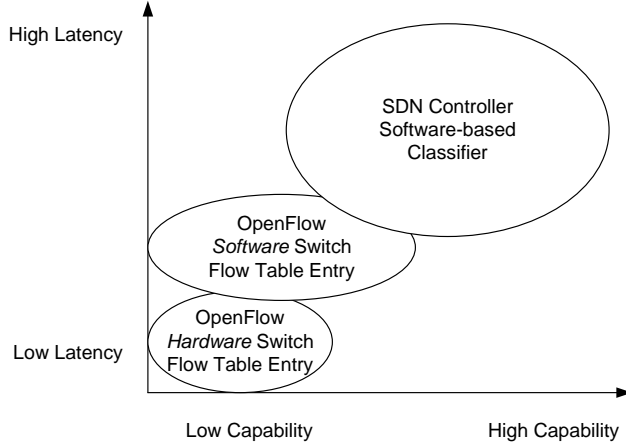 High Latency
SDN Controller
Software-based
Classifier
OpenFlow
Software Switch
Flow Table Entry
OpenFlow
Hardware Switch
Flow Table Entry
Low Latency
Low Capability
High Capability